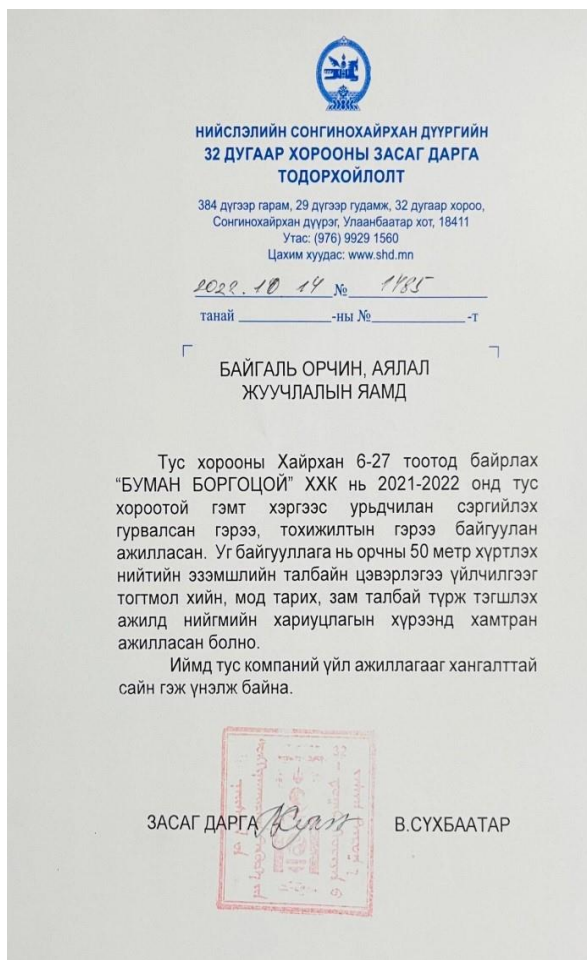 НИЙСЛЭЛИЙН СОНГИНОХАЙРХАН ДҮҮРГИЙН
32 ДУГААР ХОРООНЫ ЗАСАГ ДАРГА
ТОДОРХОЙЛОЛТ
384 дүгээр гарам, 29 дүгээр гудамж, 32 дугаар хороо,
Сонгинохайрхан дүүрэг, Улаанбаатар хот, 18411
Утас: (976) 9929 1560
Цахим хуудас: www.shd.mn
2022. 10 14 № 1485
танай ____________-ны №____________-т
БАЙГАЛЬ ОРЧИН, АЯЛАЛ
ЖУУЧЛАЛЫН ЯАМД
Тус хорооны Хайрхан 6-27 тоотод байрлах
“БУМАН БОРГОЦОЙ” ХХК нь 2021-2022 онд тус
хороотой гэмт хэргээс урьдчилан сэргийлэх
гурвалсан гэрээ, тохижилтын гэрээ байгуулан
ажилласан. Уг байгууллага нь орчны 50 метр хүртлэх
нийтийн эзэмшлийн талбайн цэвэрлэгээ үйлчилгээг
тогтмол хийн, мод тарих, зам талбай түрж тэгшлэх
ажилд нийгмийн хариуцлагын хүрээнд хамтран
ажилласан болно.
Иймд тус компаний үйл ажиллагааг хангалттай
сайн гэж үнэлж байна.
ЗАСАГ ДАРГА В.СҮХБААТАР